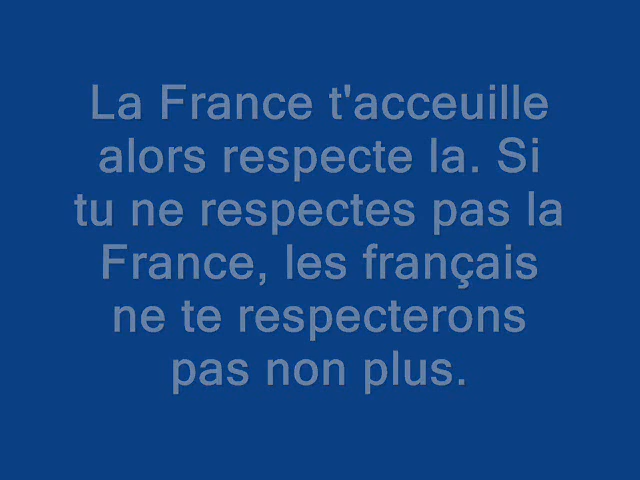 La France t'acceuille
alors respecte la. Si
tu ne respectes pas la
France, les français
ne te respecterons
pas non plus.